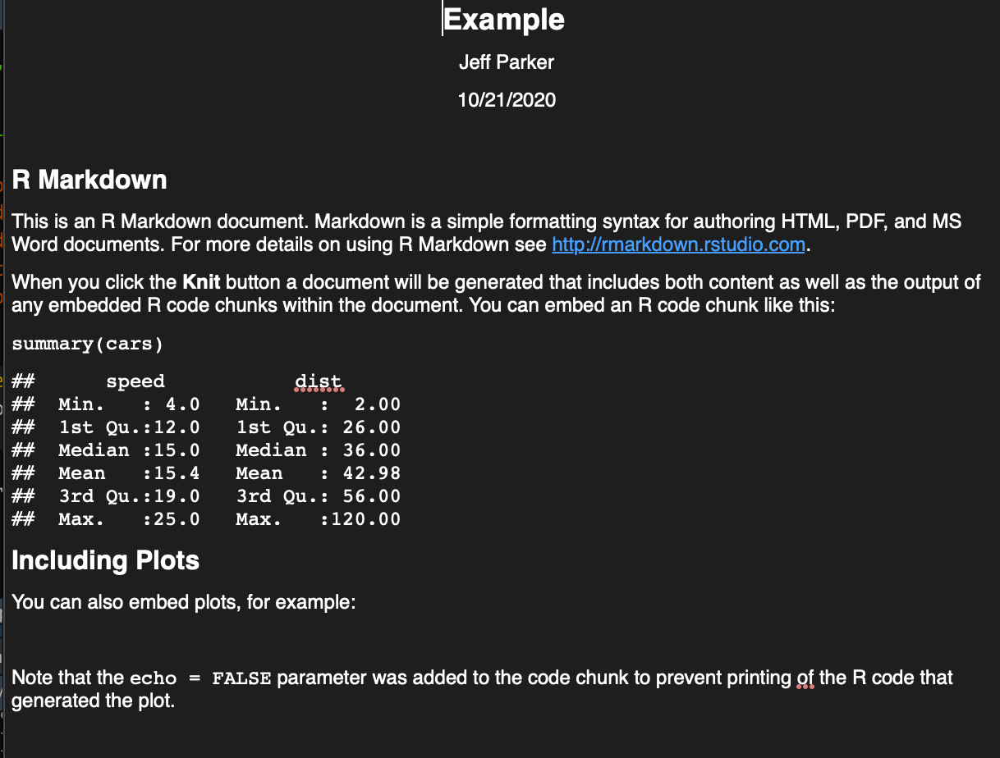 Example
Jeff Parker
10/21/2020
R Markdown
This is an R Markdown document. Markdown is a simple formatting syntax for authoring HTML, PDF, and MS
Word documents. For more details on using R Markdown see http://rmarkdown.rstudio.com.
When you click the Knit button a document will be generated that includes both content as well as the output of
any embedded R code chunks within the document. You can embed an R code chunk like this:
summary(cars)
##      speed           dist
##  Min.   : 4.0   Min.   :  2.00
##  1st Qu.:12.0   1st Qu.: 26.00
##  Median :15.0   Median : 36.00
##  Mean   :15.4   Mean   : 42.98
##  3rd Qu.:19.0   3rd Qu.: 56.00
##  Max.   :25.0   Max.   :120.00
Including Plots
You can also embed plots, for example:
Note that the echo = FALSE parameter was added to the code chunk to prevent printing of the R code that
generated the plot.